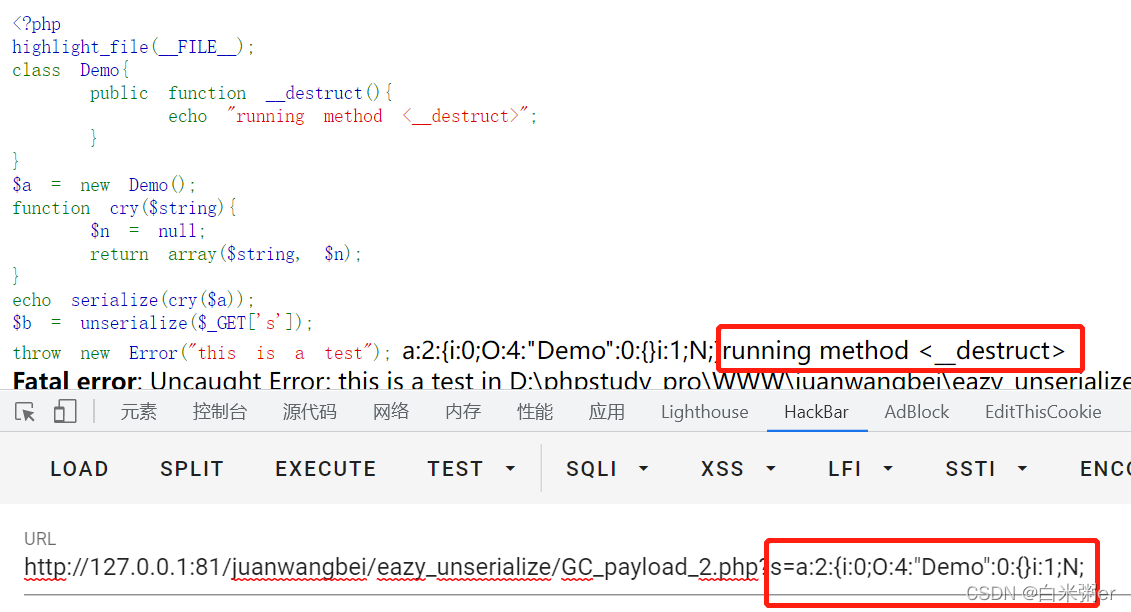 <?php
highlight_file(__FILE__);
class Demo{
public function __destruct(){
echo "running method <__destruct>";
}
}
$a = new Demo();
function cry($string){
$n = null;
return array($string, $n);
}
echo serialize(cry($a));
$b = unserialize($_GET['s']);
throw new Error("this is a test"); a:2:{i:0;O:4:"Demo":0:{}i:1;N;}running method <__destruct>
Fatal error: Uncaught Error: this is a test in D:\phpstudy_pro\WWW\juanwangbei\eazy_unserialize
元素 控制台 源代码 网络 内存 性能 应用 Lighthouse HackBar AdBlock EditThisCookie
LOAD SPLIT EXECUTE TEST SQLI XSS LFI SSTI ENCO
URL
http://127.0.0.1:81/juanwangbei/eazy_unserialize/GC_payload_2.php?s=a:2:{i:0;O:4:"Demo":0:{}i:1;N;
CSDN @白米粥er